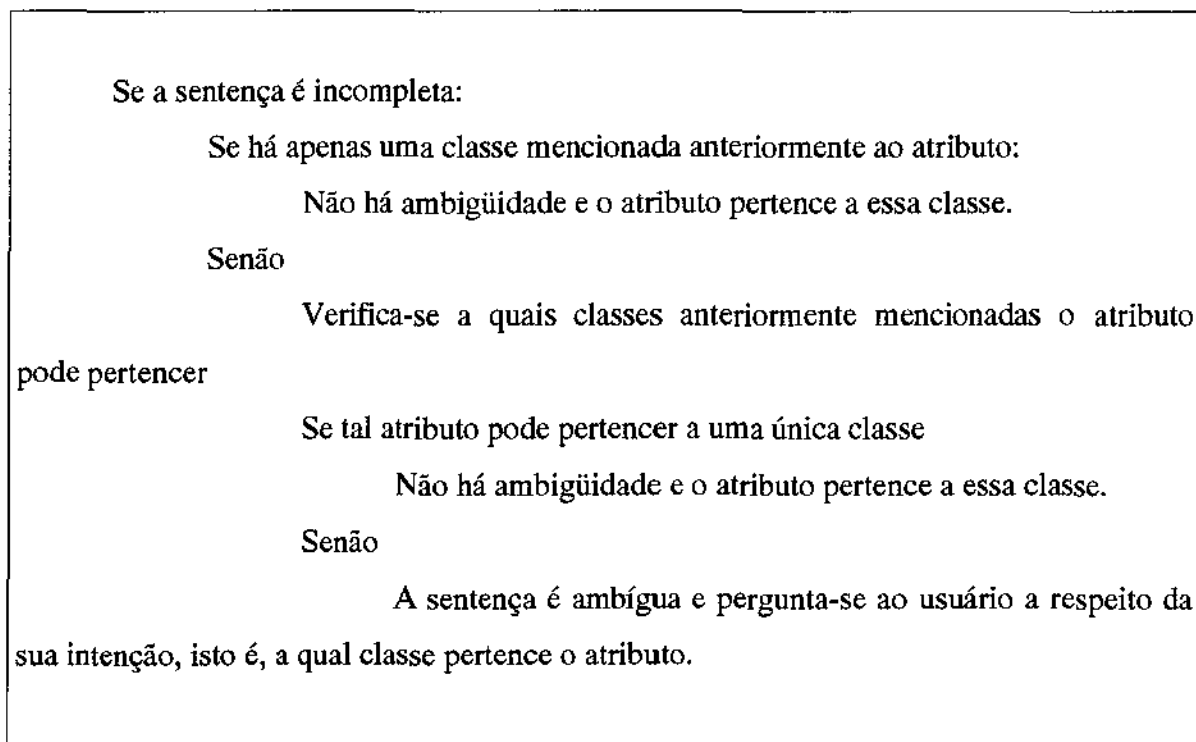 Se a sentença é incompleta:
Se há apenas uma classe mencionada anteriormente ao atributo:
Não há ambigüidade e o atributo pertence a essa classe.
Senão
Verifica-se a quais classes anteriormente mencionadas o atributo
pode pertencer
Se tal atributo pode pertencer a uma única classe
Não há ambigüidade e o atributo pertence a essa classe.
Senão
A sentença é ambígua e pergunta-se ao usuário a respeito da
sua intenção, isto é, a qual classe pertence o atributo.